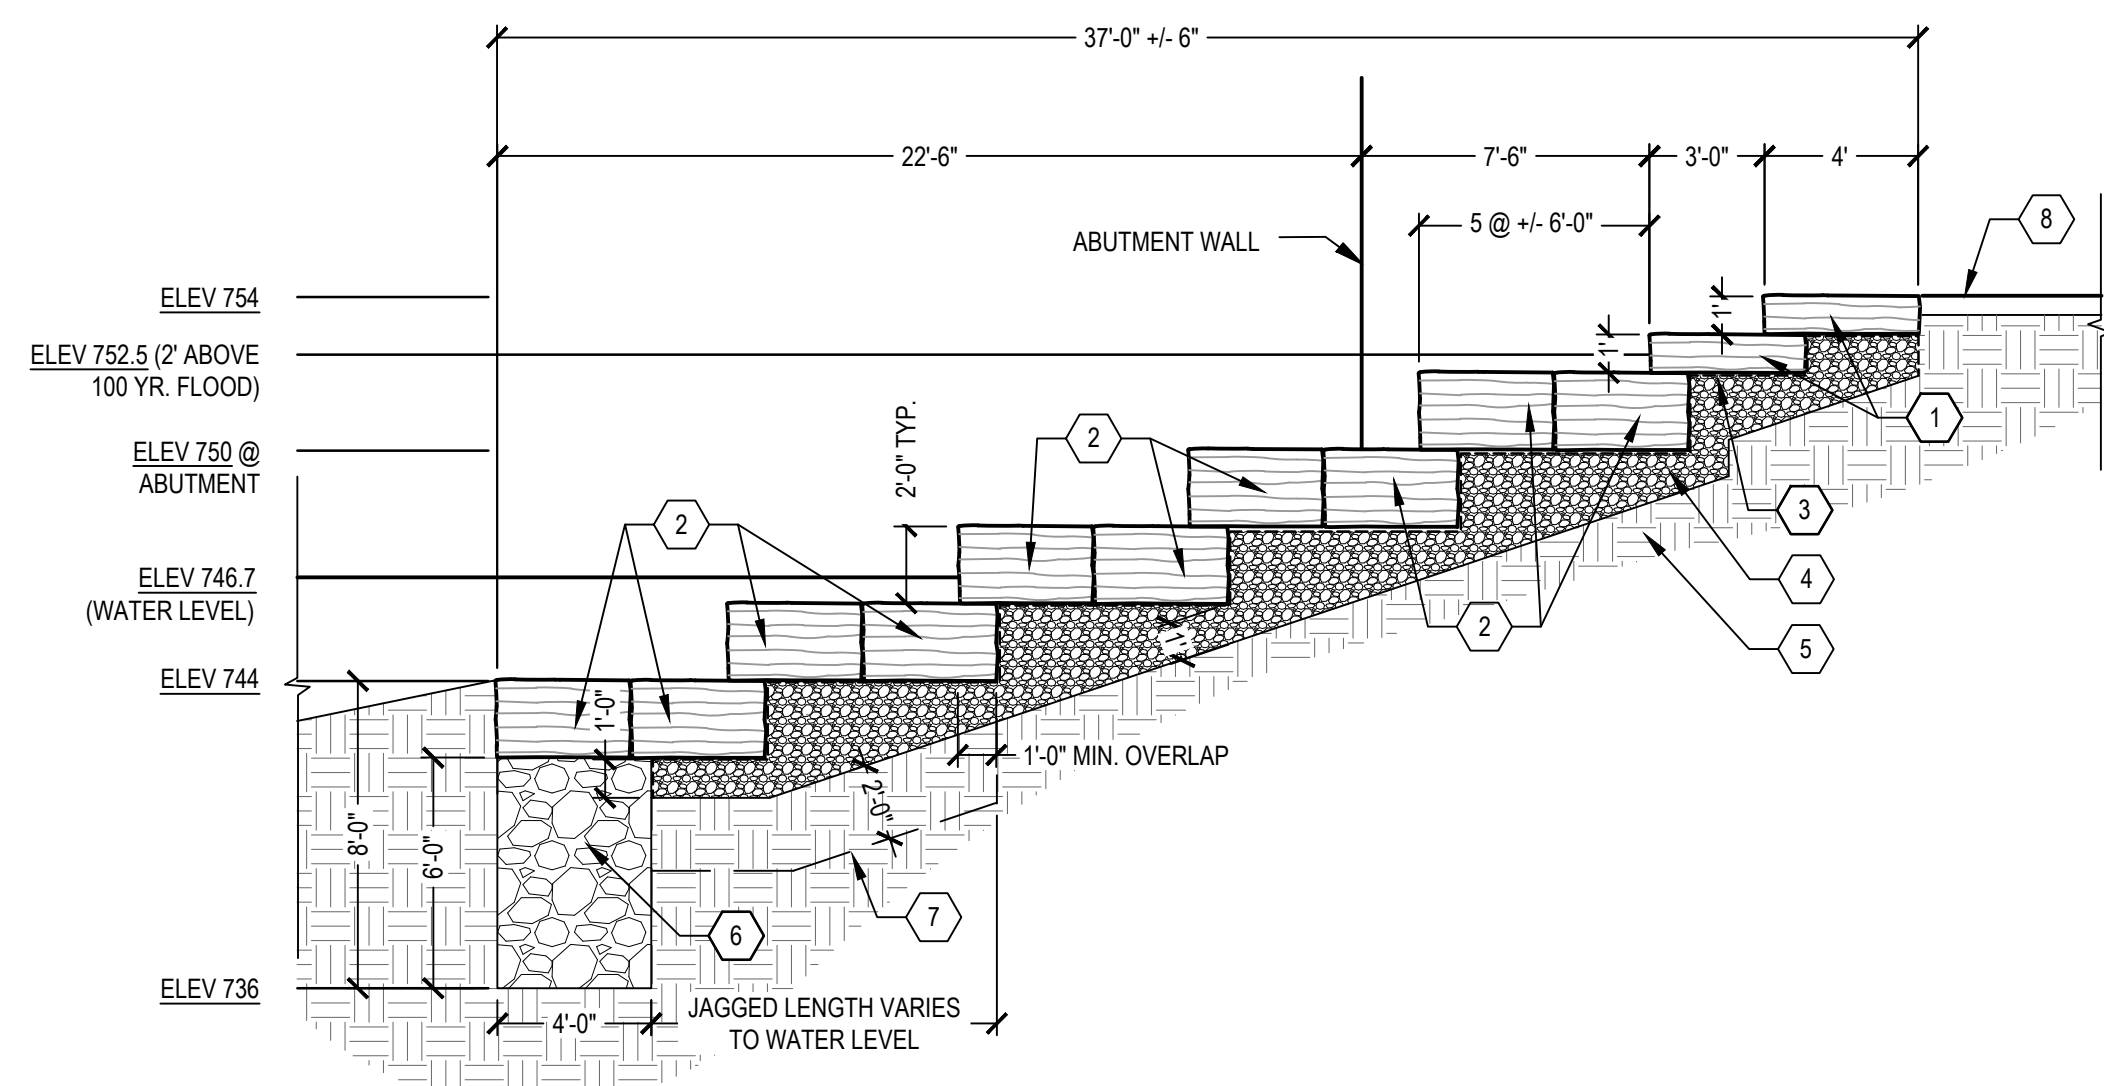 37'-0" +/- 6"
22'-6"
7'-6"
3'-0"
4'
5 @ +/- 6'-0"
ABUTMENT WALL
8
ELEV 754
1'
ELEV 752.5 (2' ABOVE
100 YR. FLOOD)
1'
1
2'-0" TYP.
2
ELEV 750 @
ABUTMENT
3
2
4
ELEV 746.7
(WATER LEVEL)
2
1'
5
ELEV 744
1'-0"
1'-0" MIN. OVERLAP
2'-0"
8'-0"
6'-0"
7
6
ELEV 736
JAGGED LENGTH VARIES
TO WATER LEVEL
4'-0"